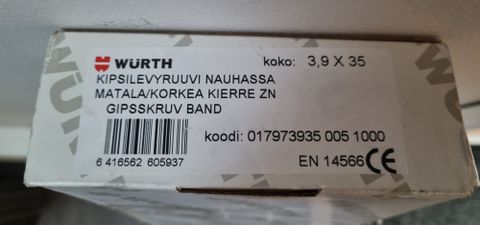 WÜRTH koko: 3,9 X 35
KIPSILEVYRUUVI NAUHASSA
MATALA/KORKEA KIERRE ZN
GIPSSKRUV BAND
koodi: 017973935 005 1000
6 416562 605937
EN 14566 CE